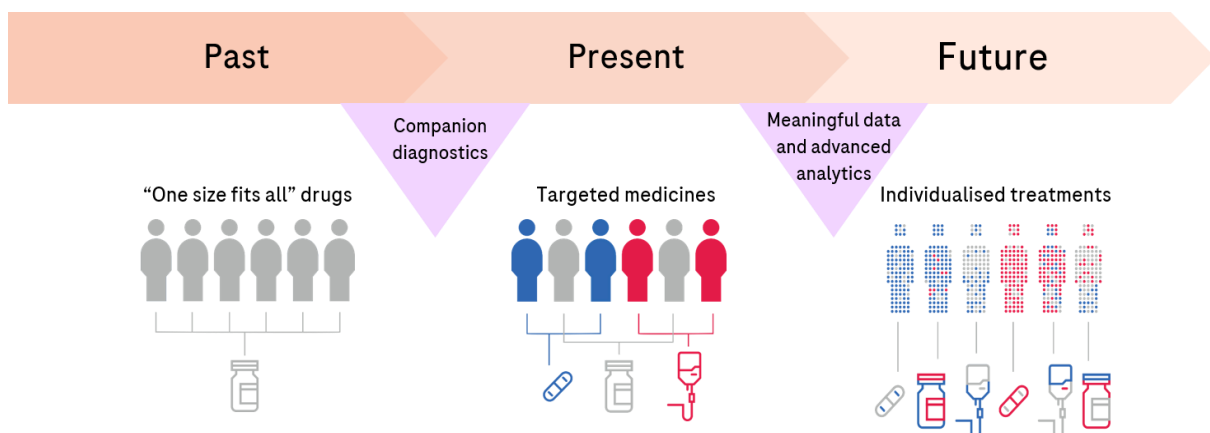 Past
Present
Future
Companion
diagnostics
Meaningful data
and advanced
analytics
“One size fits all” drugs
Targeted medicines
Individualised treatments